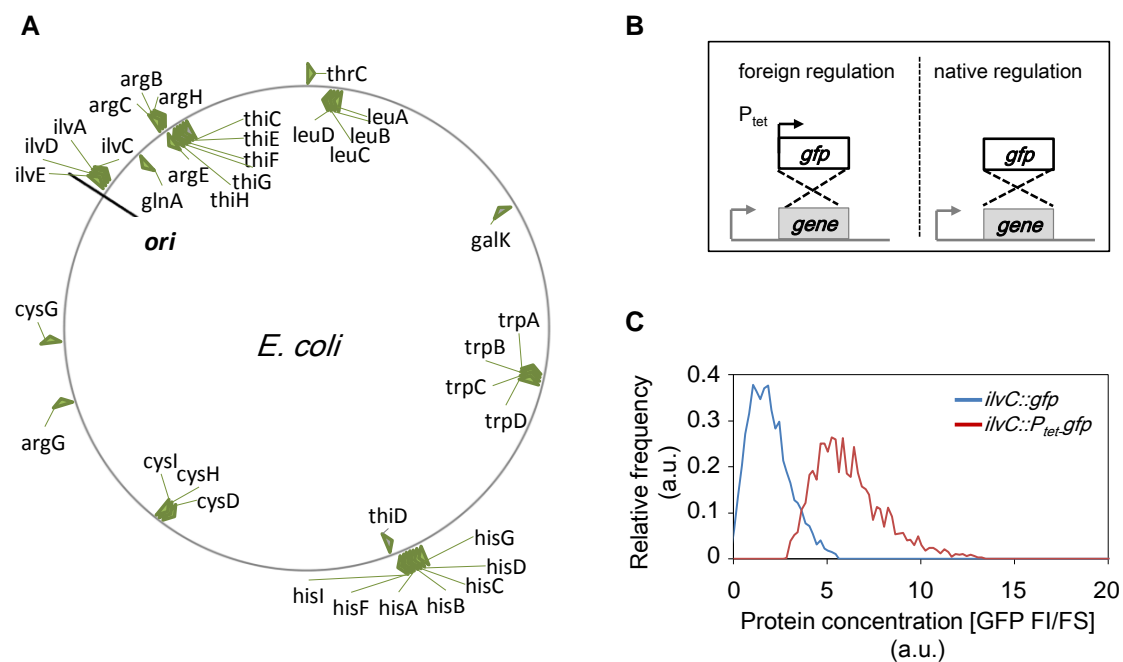 A
thrC
argB
argC
argH
ilvA
ilvD
ilvC
ilvE
thiC
thiE
thiF
thiG
thiH
argE
glnA
ori
leuA
leuB
leuC
leuD
galK
cysG
E. coli
trpA
trpB
trpC
trpD
argG
cysI
cysH
cysD
thiD
hisG
hisD
hisC
hisB
hisA
hisF
hisI
B
foreign regulation
native regulation
Ptet
gfp
gfp
gene
gene
C
Relative frequency
(a.u.)
0.4
0.3
0.2
0.1
0
ilvC::gfp
ilvC::Ptet-gfp
0 5 10 15 20
Protein concentration [GFP FI/FS]
(a.u.)